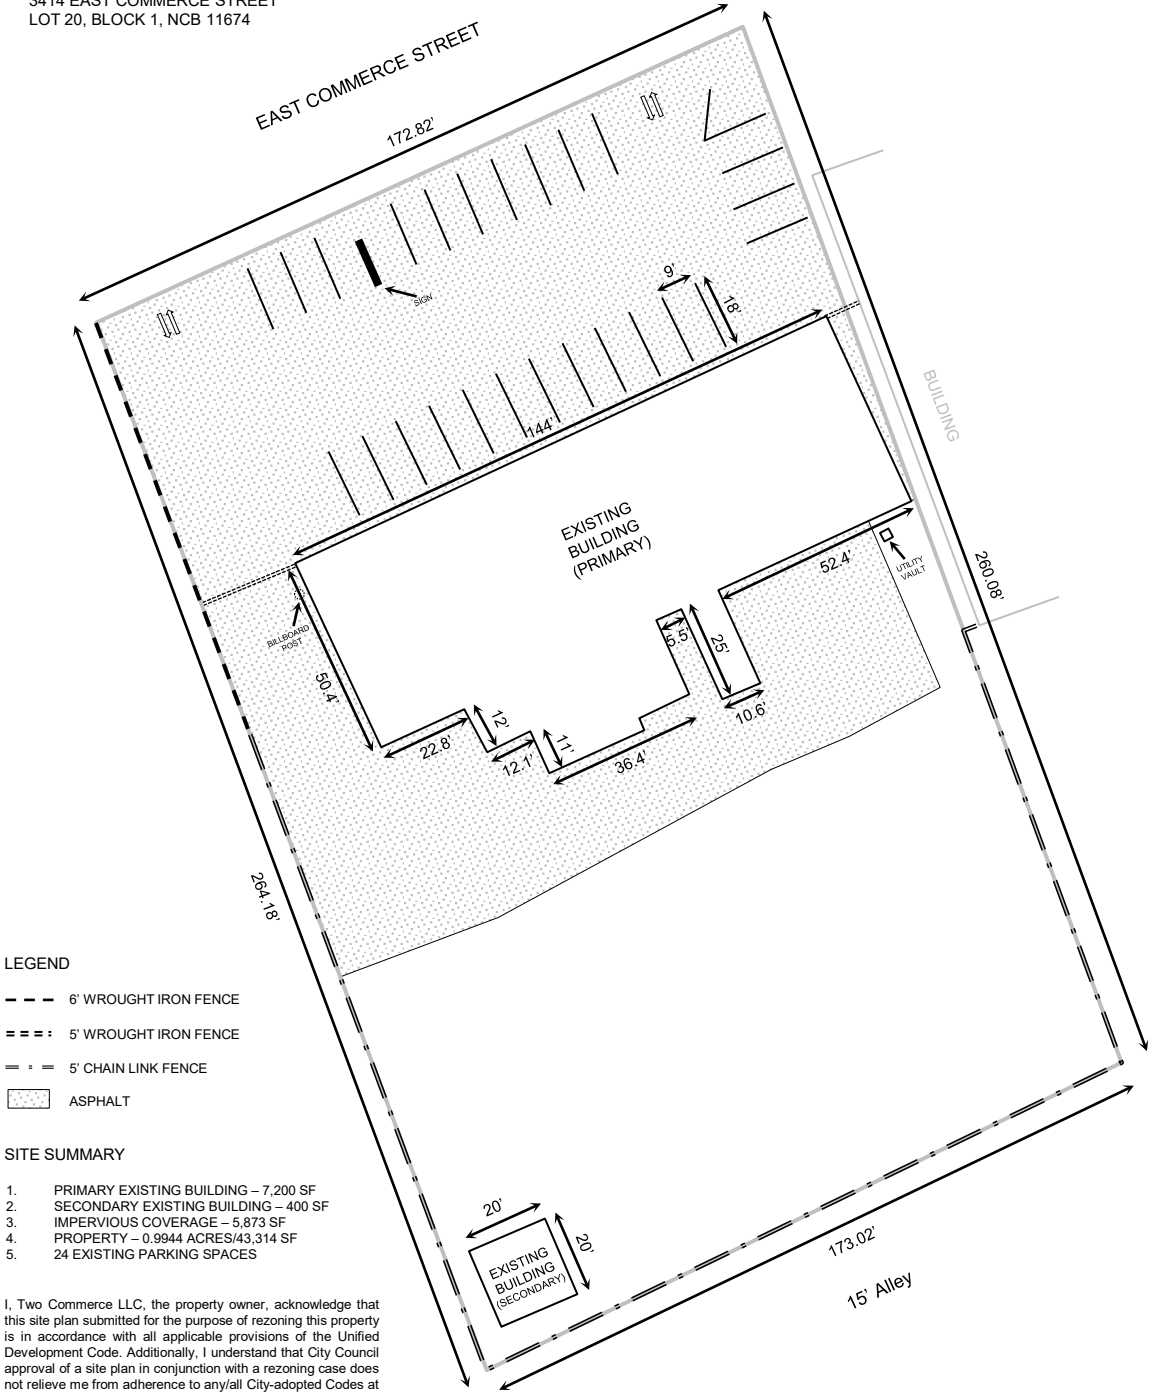 3414 EAST COMMERCE STREET
LOT 20, BLOCK 1, NCB 11674
EAST COMMERCE STREET
172.82'
SIGN
9'
18'
144'
BUILDING
EXISTING
BUILDING
(PRIMARY)
52.4'
UTILITY
VAULT
260.08'
BILLBOARD
POST
50.4'
5.5'
25'
10.6'
22.8'
12'
12.1'
11'
36.4'
264.18'
LEGEND
6' WROUGHT IRON FENCE
5' WROUGHT IRON FENCE
5' CHAIN LINK FENCE
ASPHALT
SITE SUMMARY
1. PRIMARY EXISTING BUILDING – 7,200 SF
2. SECONDARY EXISTING BUILDING – 400 SF
3. IMPERVIOUS COVERAGE – 5,873 SF
4. PROPERTY – 0.9944 ACRES/43,314 SF
5. 24 EXISTING PARKING SPACES
20'
20'
EXISTING
BUILDING
(SECONDARY)
173.02'
15' Alley
I, Two Commerce LLC, the property owner, acknowledge that
this site plan submitted for the purpose of rezoning this property
is in accordance with all applicable provisions of the Unified
Development Code. Additionally, I understand that City Council
approval of a site plan in conjunction with a rezoning case does
not relieve me from adherence to any/all City-adopted Codes at